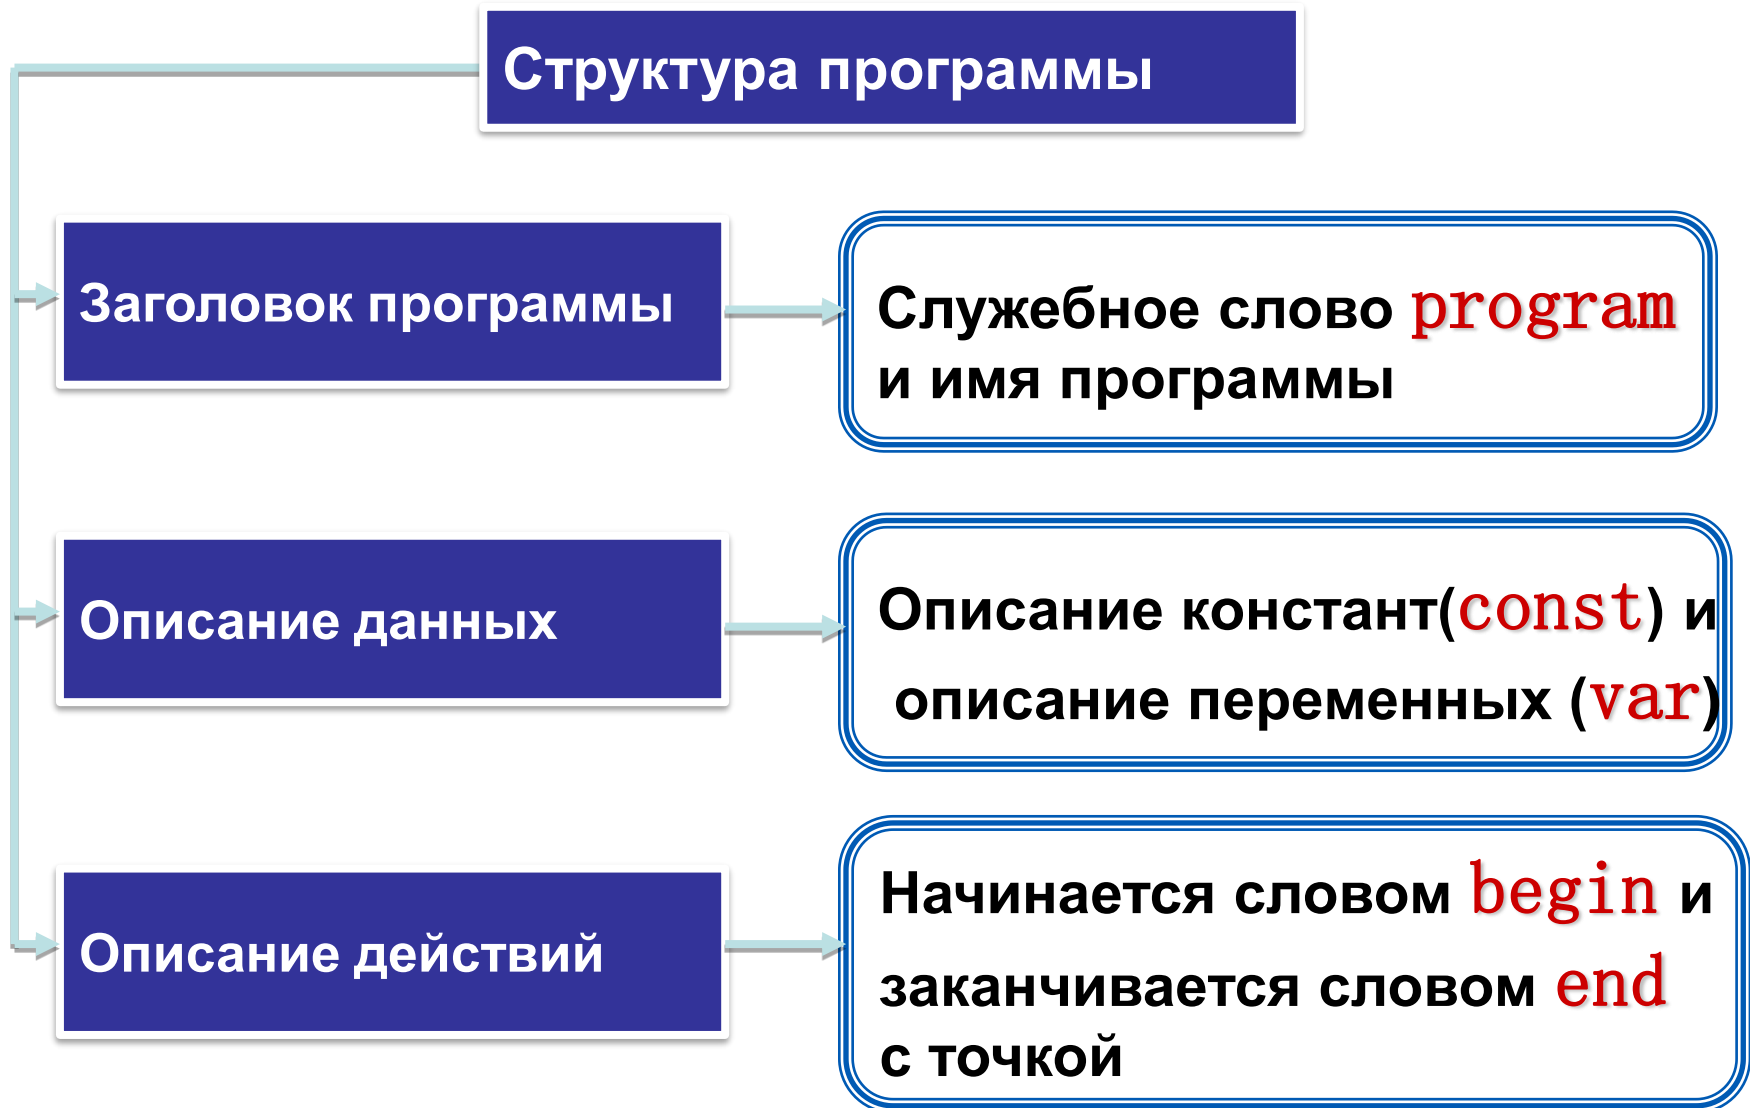 Структура программы
Заголовок программы
Служебное слово program
и имя программы
Описание данных
Описание констант(const) и
описание переменных (var)
Описание действий
Начинается словом begin и
заканчивается словом end
с точкой